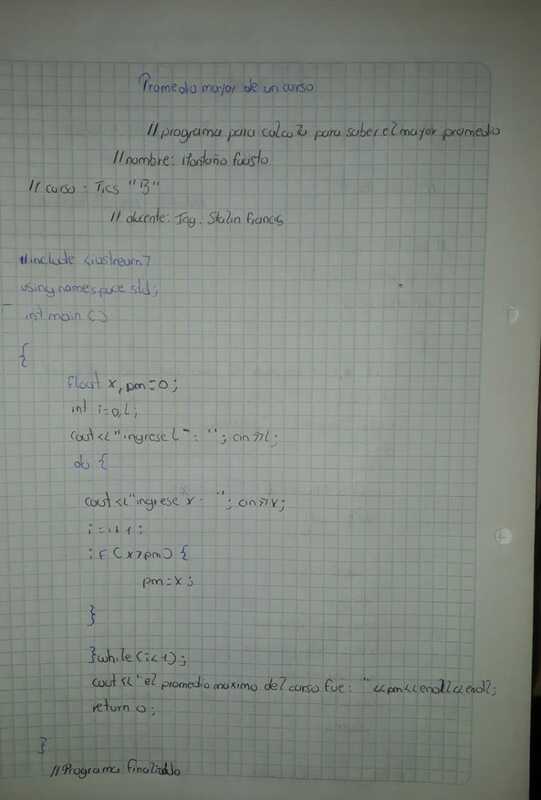 Promedio mayor de un curso
// programa para calcular para saber el mayor promedio
// nombre: Montaño Fausto
// curso : Tics "B"
// docente: Ing. Stalin Francis
#include <iostream>
using namespace std;
int main ()
{
float x, pm=0;
int i=0, l;
cout<<"ingrese l = "; cin>>l;
do {
cout<<"ingrese x = "; cin>>x;
i=i+1;
if (x>pm) {
pm=x;
}
}while(i<l);
cout<<"el promedio maximo del curso fue: "<<pm<<endl<<endl;
return 0;
}
//Programa finalizado